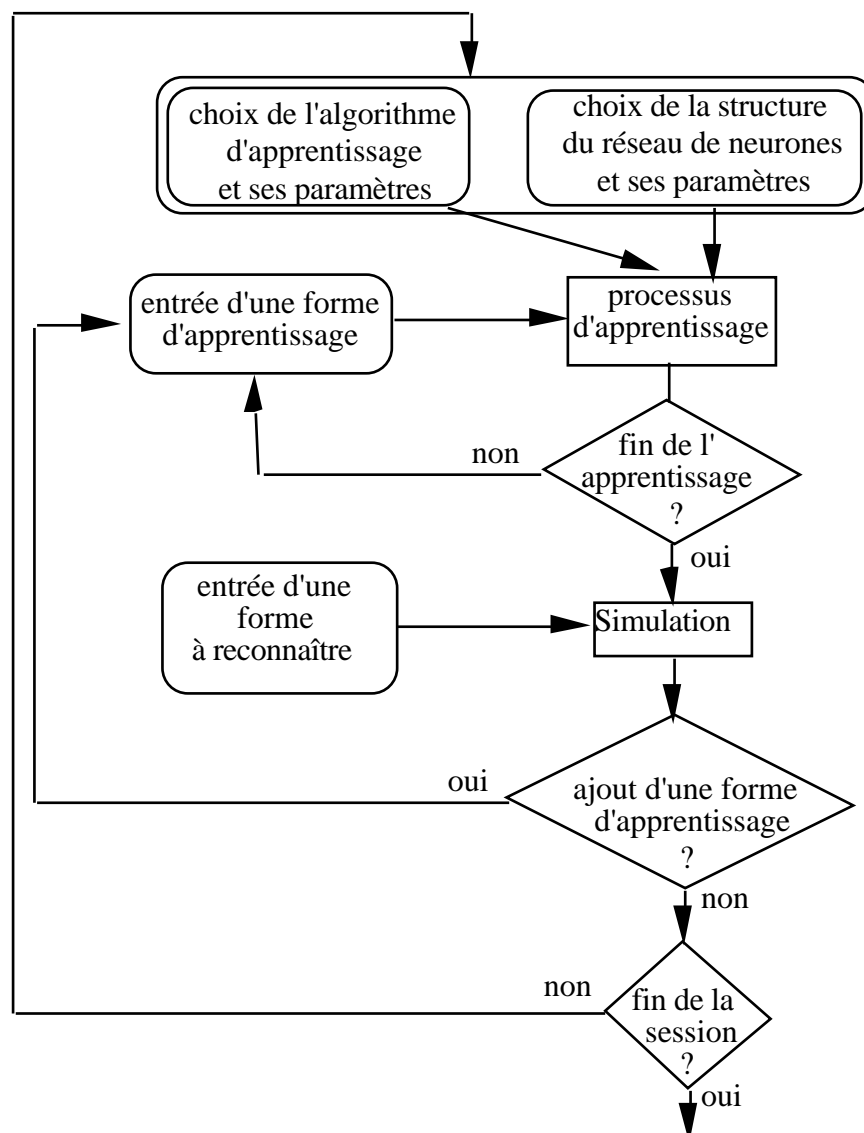 choix de l'algorithme
d'apprentissage
et ses paramètres
choix de la structure
du réseau de neurones
et ses paramètres
entrée d'une forme
d'apprentissage
processus
d'apprentissage
non
fin de l'
apprentissage
?
oui
entrée d'une
forme
à reconnaître
Simulation
oui
ajout d'une forme
d'apprentissage
?
non
non
fin de la
session
?
oui